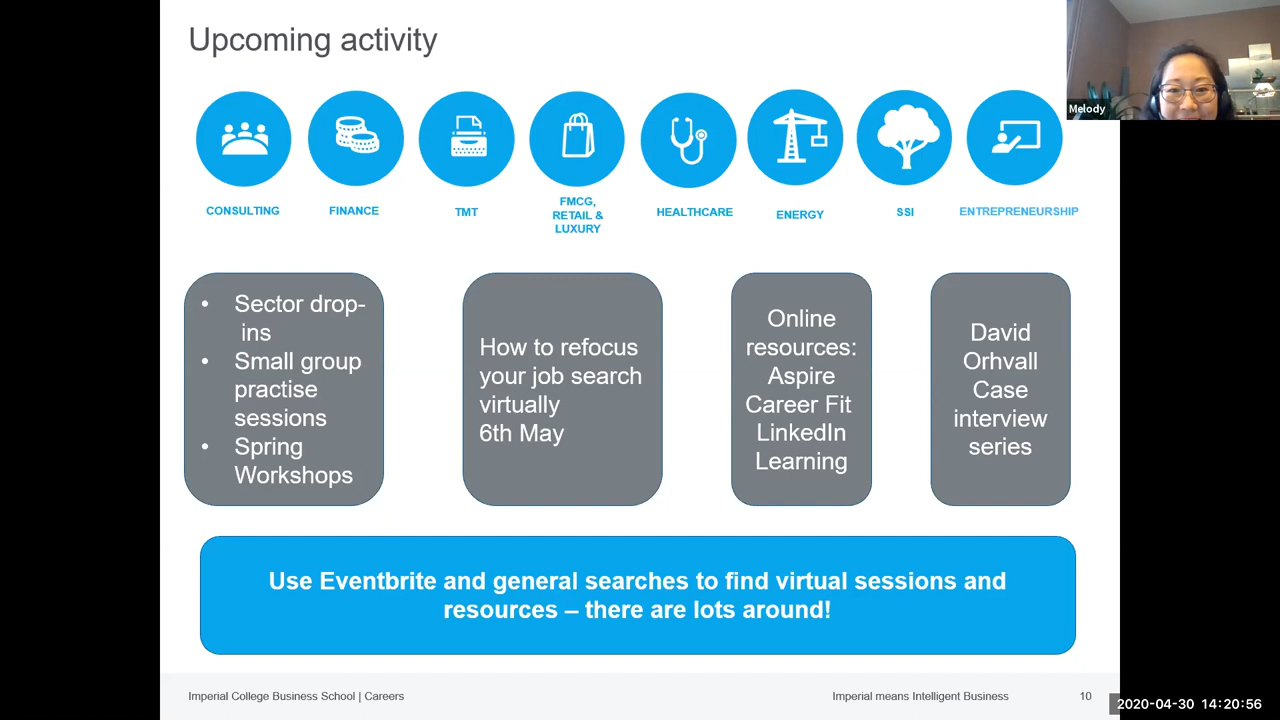 Upcoming activity
Melody
CONSULTING
FINANCE
TMT
FMCG,
RETAIL &
LUXURY
HEALTHCARE
ENERGY
SSI
ENTREPRENEURSHIP
• Sector drop-
ins
• Small group
practise
sessions
• Spring
Workshops
How to refocus
your job search
virtually
6th May
Online
resources:
Aspire
Career Fit
LinkedIn
Learning
David
Orhvall
Case
interview
series
Use Eventbrite and general searches to find virtual sessions and
resources – there are lots around!
Imperial College Business School | Careers
Imperial means Intelligent Business
10
2020-04-30 14:20:56